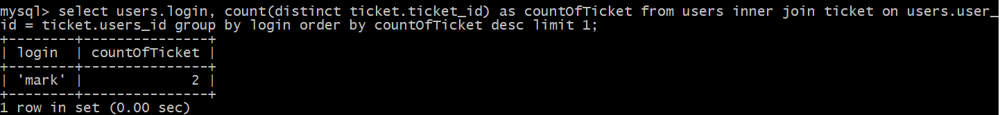 mysql> select users.login, count(distinct ticket.ticket_id) as countOfTicket from users inner join ticket on users.user_
id = ticket.users_id group by login order by countOfTicket desc limit 1;
+--------+---------------+
| login  | countOfTicket |
+--------+---------------+
| 'mark' |             2 |
+--------+---------------+
1 row in set (0.00 sec)